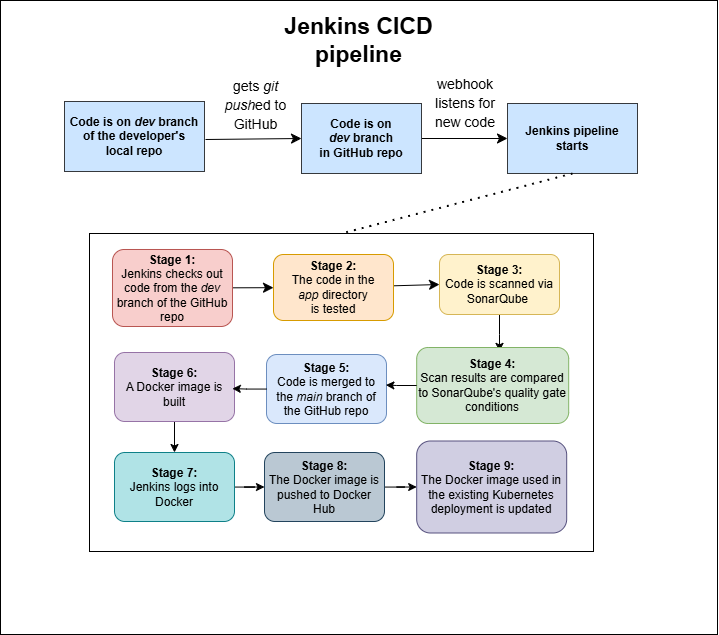 Jenkins CICD
pipeline
gets git
pushed to
GitHub
webhook
listens for
new code
Code is on dev branch
of the developer's
local repo
Code is on
dev branch
in GitHub repo
Jenkins pipeline
starts
Stage 1:
Jenkins checks out
code from the dev
branch of the GitHub
repo
Stage 2:
The code in the
app directory
is tested
Stage 3:
Code is scanned via
SonarQube
Stage 4:
Scan results are compared
to SonarQube's quality gate
conditions
Stage 5:
Code is merged to
the main branch of
the GitHub repo
Stage 6:
A Docker image is
built
Stage 7:
Jenkins logs into
Docker
Stage 8:
The Docker image is
pushed to Docker
Hub
Stage 9:
The Docker image used in
the existing Kubernetes
deployment is updated